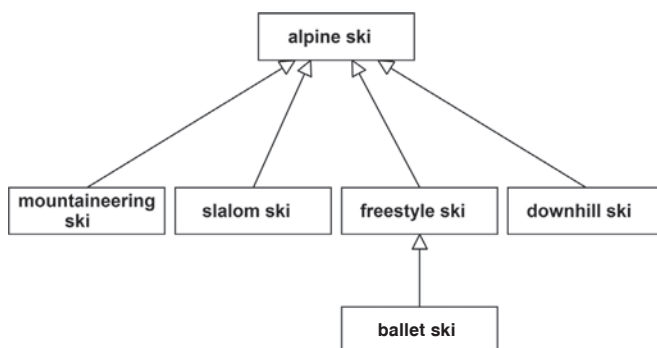 alpine ski
mountaineering
ski
slalom ski
freestyle ski
downhill ski
ballet ski